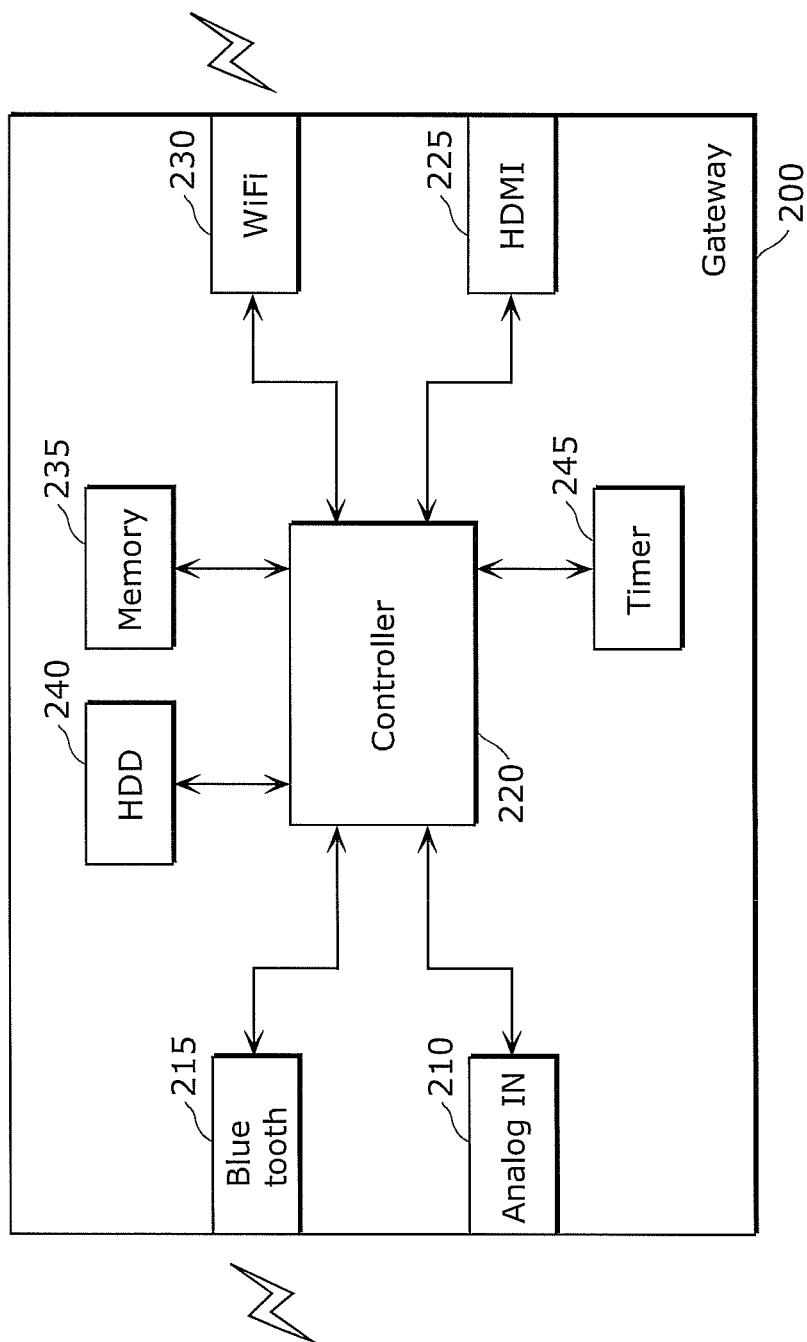 240
HDD
235
Memory
215
Blue
tooth
230
WiFi
Controller
220
210
Analog IN
225
HDMI
245
Timer
Gateway
200